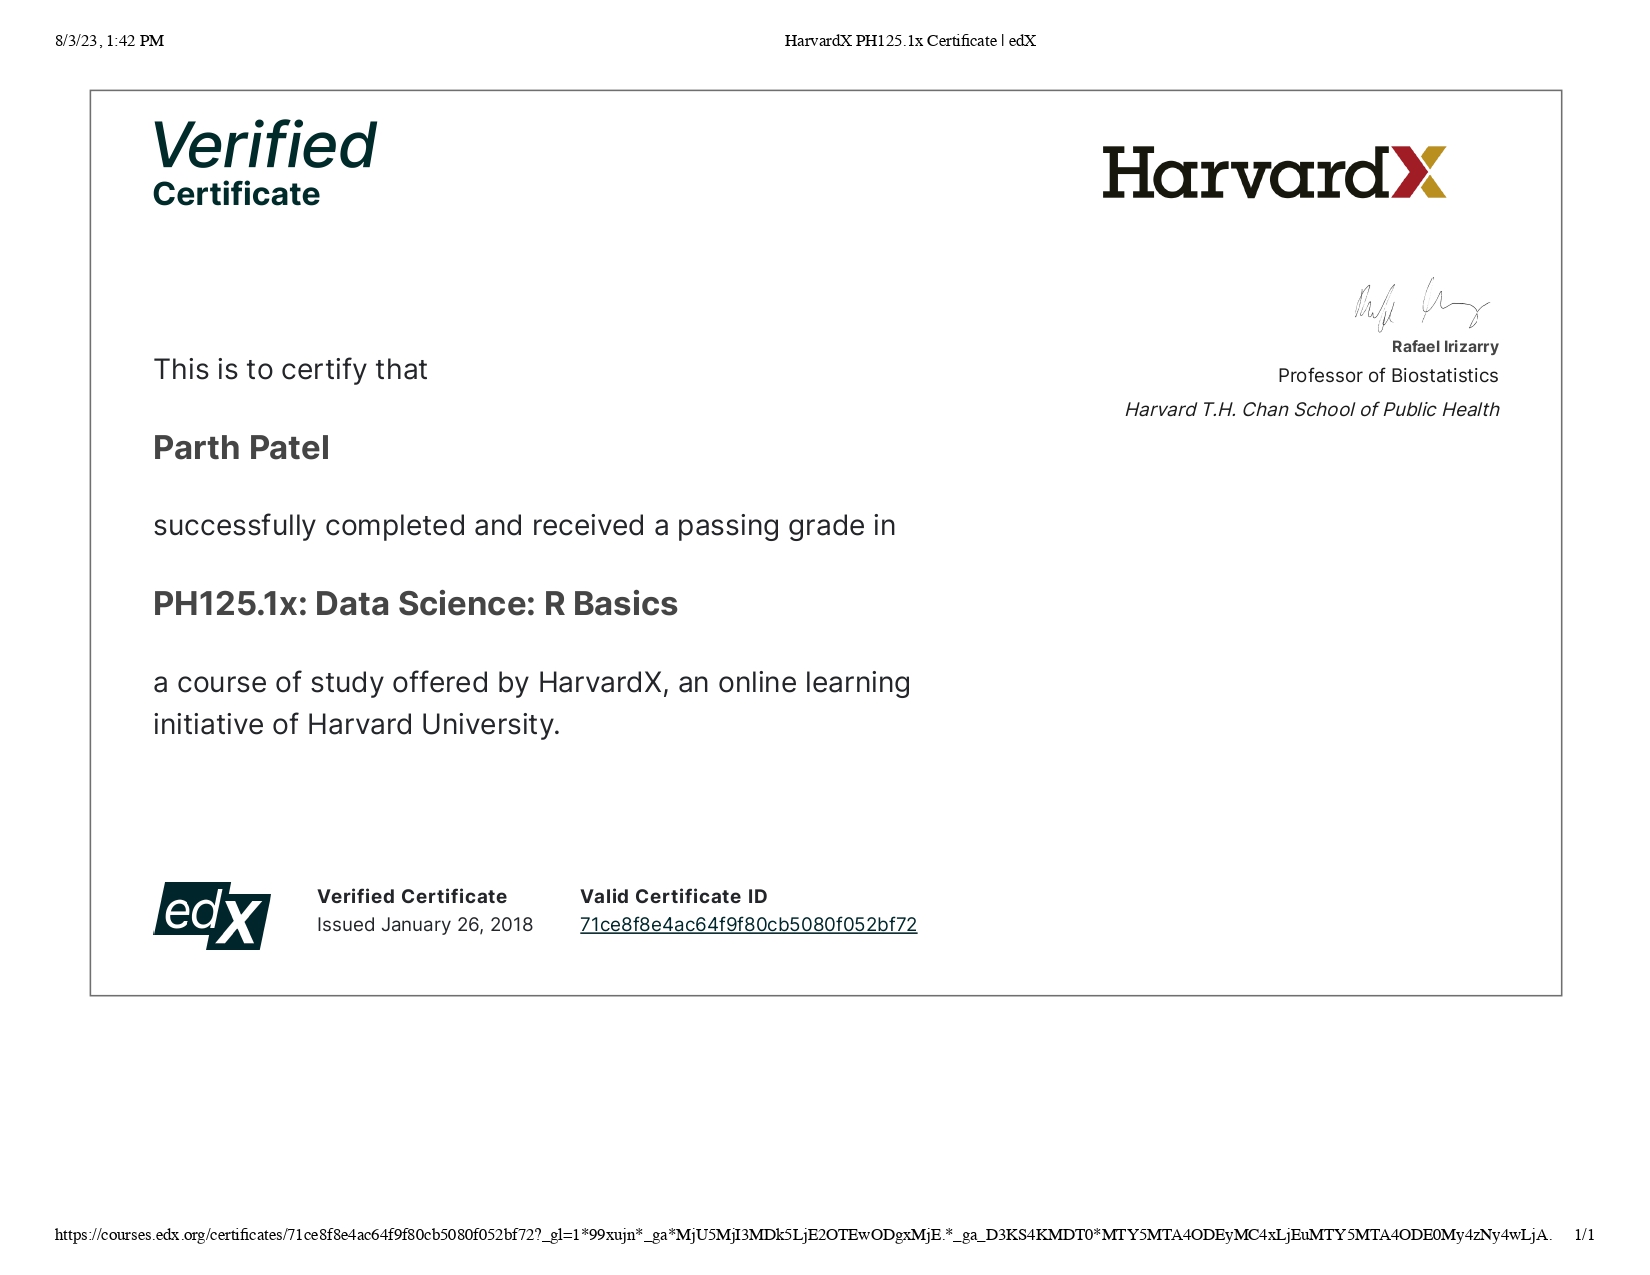 8/3/23, 1:42 PM HarvardX PH125.1x Certificate | edX
Verified
Certificate
HarvardX
Rafael Irizarry
Professor of Biostatistics
Harvard T.H. Chan School of Public Health
This is to certify that
Parth Patel
successfully completed and received a passing grade in
PH125.1x: Data Science: R Basics
a course of study offered by HarvardX, an online learning
initiative of Harvard University.
edX
Verified Certificate
Issued January 26, 2018
Valid Certificate ID
71ce8f8e4ac64f9f80cb5080f052bf72
https://courses.edx.org/certificates/71ce8f8e4ac64f9f80cb5080f052bf72?_gl=1*99xujn*_ga*MjU5MjI3MDk5LjE2OTEwODgxMjE.*_ga_D3KS4KMDT0*MTY5MTA4ODEyMC4xLjEuMTY5MTA4ODE0My4zNy4wLjA. 1/1